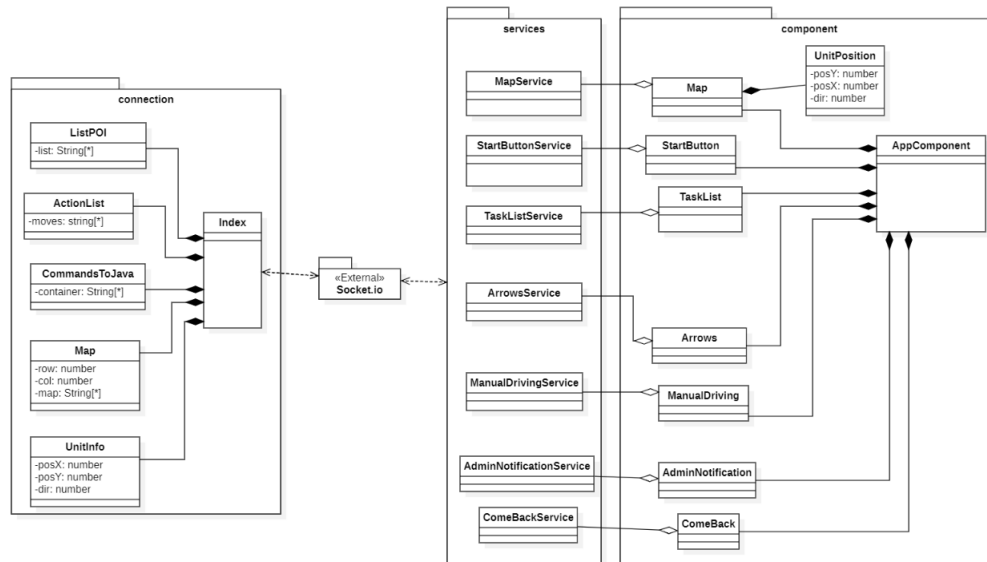 connection
ListPOI
-list: String[*]
ActionList
-moves: string[*]
CommandsToJava
-container: String[*]
Map
-row: number
-col: number
-map: String[*]
UnitInfo
-posX: number
-posY: number
-dir: number
Index
«External»
Socket.io
services
MapService
StartButtonService
TaskListService
ArrowsService
ManualDrivingService
AdminNotificationService
ComeBackService
component
UnitPosition
-posY: number
-posX: number
-dir: number
Map
StartButton
AppComponent
TaskList
Arrows
ManualDriving
AdminNotification
ComeBack